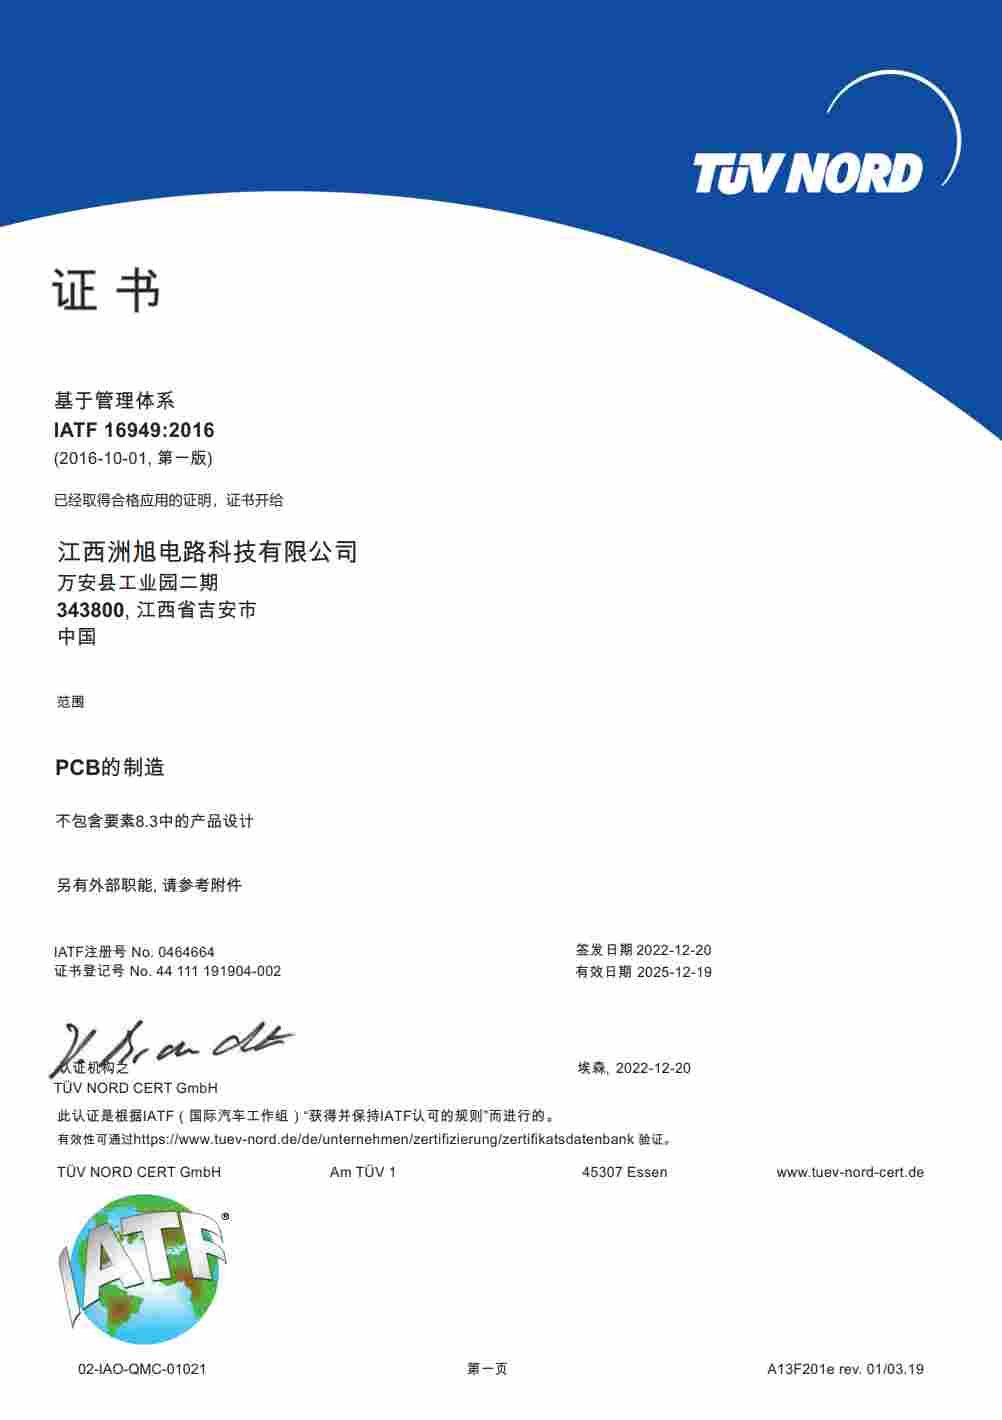 TÜV NORD
证书
基于管理体系
IATF 16949:2016
(2016-10-01, 第一版)
已经取得合格应用的证明，证书开给
江西洲旭电路科技有限公司
万安县工业园二期
343800, 江西省吉安市
中国
范围
PCB的制造
不包含要素8.3中的产品设计
另有外部职能, 请参考附件
IATF注册号 No. 0464664
签发日期 2022-12-20
证书登记号 No. 44 111 191904-002
有效日期 2025-12-19
认证机构之
埃森, 2022-12-20
TÜV NORD CERT GmbH
此认证是根据IATF ( 国际汽车工作组 ) “获得并保持IATF认可的规则”而进行的。
有效性可通过https://www.tuev-nord.de/de/unternehmen/zertifizierung/zertifikatsdatenbank 验证。
TÜV NORD CERT GmbH Am TÜV 1 45307 Essen www.tuev-nord-cert.de
IATF®
02-IAO-QMC-01021 第一页 A13F201e rev. 01/03.19